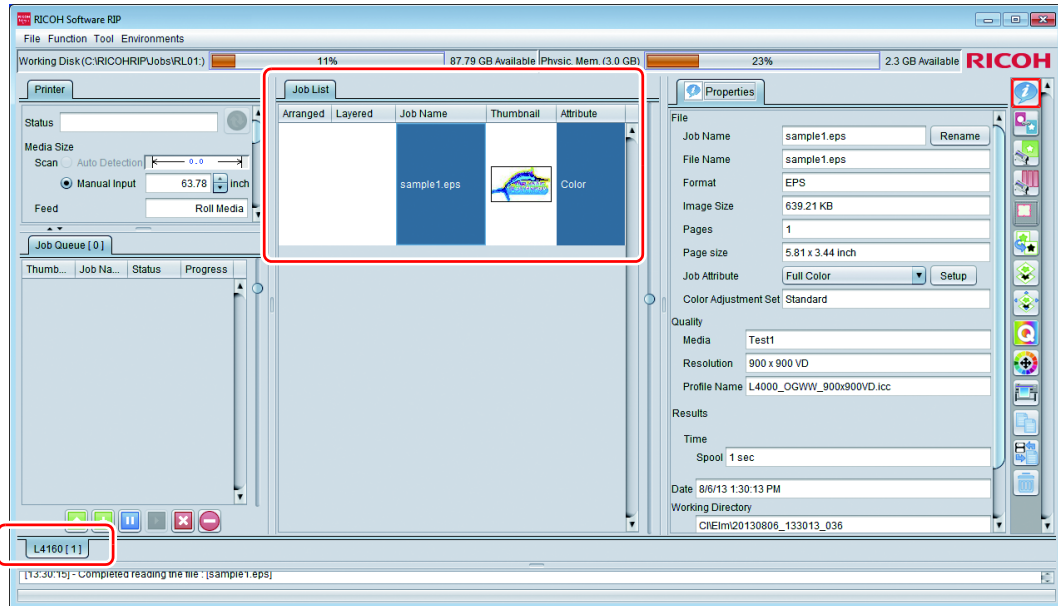 RICOH Software RIP
File Function Tool Environments
Working Disk (C:\RICOHRIP\Jobs\RL01:) 11% 87.79 GB Available Physic. Mem. (3.0 GB) 23% 2.3 GB Available RICOH
Printer
Status
Media Size
Scan Auto Detection 0.0
Manual Input 63.78 inch
Feed Roll Media
Job Queue [ 0 ]
Thumb... Job Na... Status Progress
L4160 [ 1 ]
Job List
Arranged Layered Job Name Thumbnail Attribute
sample1.eps Color
Properties
File
Job Name sample1.eps Rename
File Name sample1.eps
Format EPS
Image Size 639.21 KB
Pages 1
Page size 5.81 x 3.44 inch
Job Attribute Full Color Setup
Color Adjustment Set Standard
Quality
Media Test1
Resolution 900 x 900 VD
Profile Name L4000_OGWW_900x900VD.icc
Results
Time
Spool 1 sec
Date 8/6/13 1:30:13 PM
Working Directory
CI\Elm\20130806_133013_036
[13:30:15] - Completed reading the file : [sample1.eps]